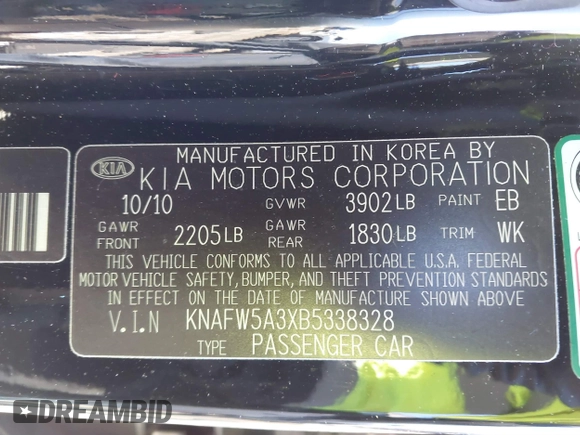 MANUFACTURED IN KOREA BY
KIA KIA MOTORS CORPORATION
10/10 GVWR 3902LB PAINT EB
GAWR FRONT 2205LB GAWR REAR 1830LB TRIM WK
THIS VEHICLE CONFORMS TO ALL APPLICABLE U.S.A. FEDERAL
MOTOR VEHICLE SAFETY, BUMPER, AND THEFT PREVENTION STANDARDS
IN EFFECT ON THE DATE OF MANUFACTURE SHOWN ABOVE
V.I.N KNAFW5A3XB5338328
TYPE PASSENGER CAR
DREAMBID